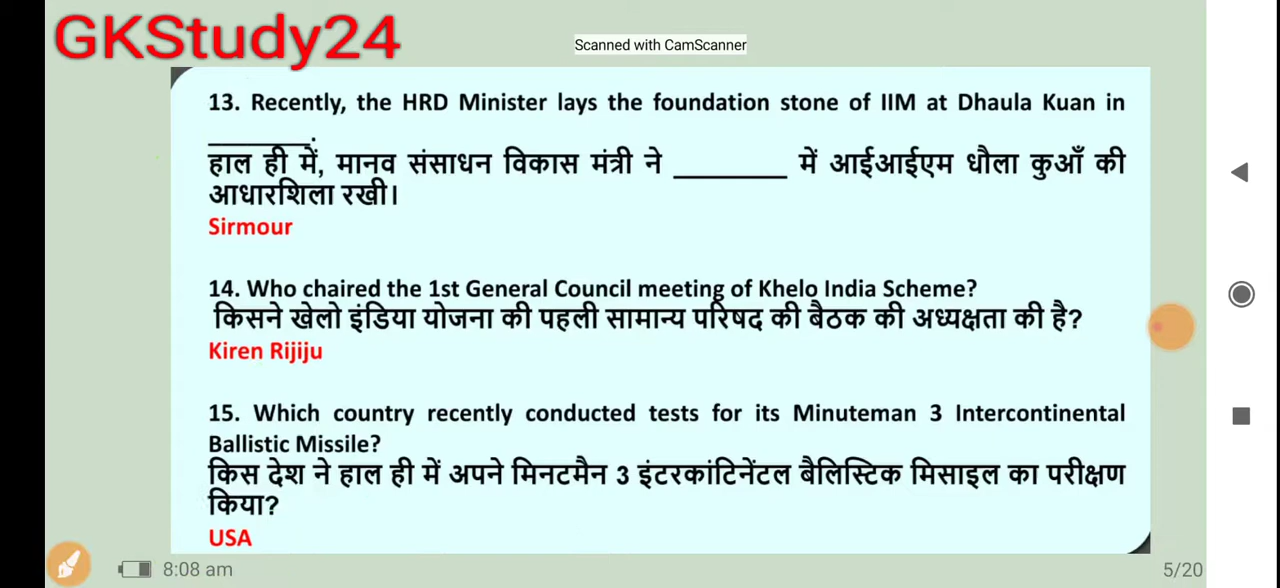 GKStudy24
Scanned with CamScanner
13. Recently, the HRD Minister lays the foundation stone of IIM at Dhaula Kuan in
________.
हाल ही में, मानव संसाधन विकास मंत्री ने ________ में आईआईएम धौला कुआँ की
आधारशिला रखी।
Sirmour
14. Who chaired the 1st General Council meeting of Khelo India Scheme?
किसने खेलो इंडिया योजना की पहली सामान्य परिषद की बैठक की अध्यक्षता की है?
Kiren Rijiju
15. Which country recently conducted tests for its Minuteman 3 Intercontinental
Ballistic Missile?
किस देश ने हाल ही में अपने मिनटमैन 3 इंटरकांटिनेंटल बैलिस्टिक मिसाइल का परीक्षण
किया?
USA
8:08 am
5/20